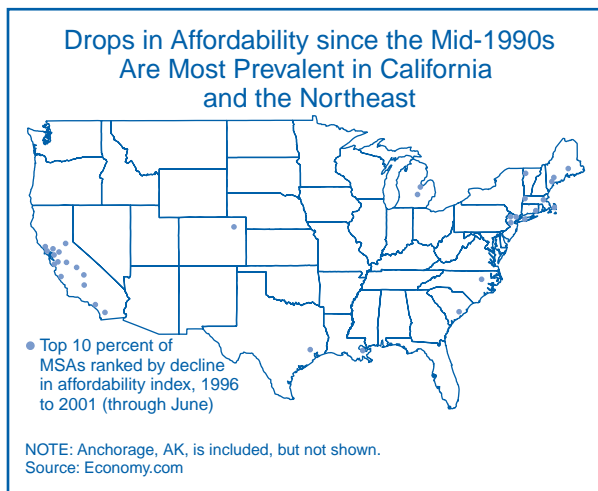 Drops in Affordability since the Mid-1990s
Are Most Prevalent in California
and the Northeast
Top 10 percent of
MSAs ranked by decline
in affordability index, 1996
to 2001 (through June)
NOTE: Anchorage, AK, is included, but not shown.
Source: Economy.com